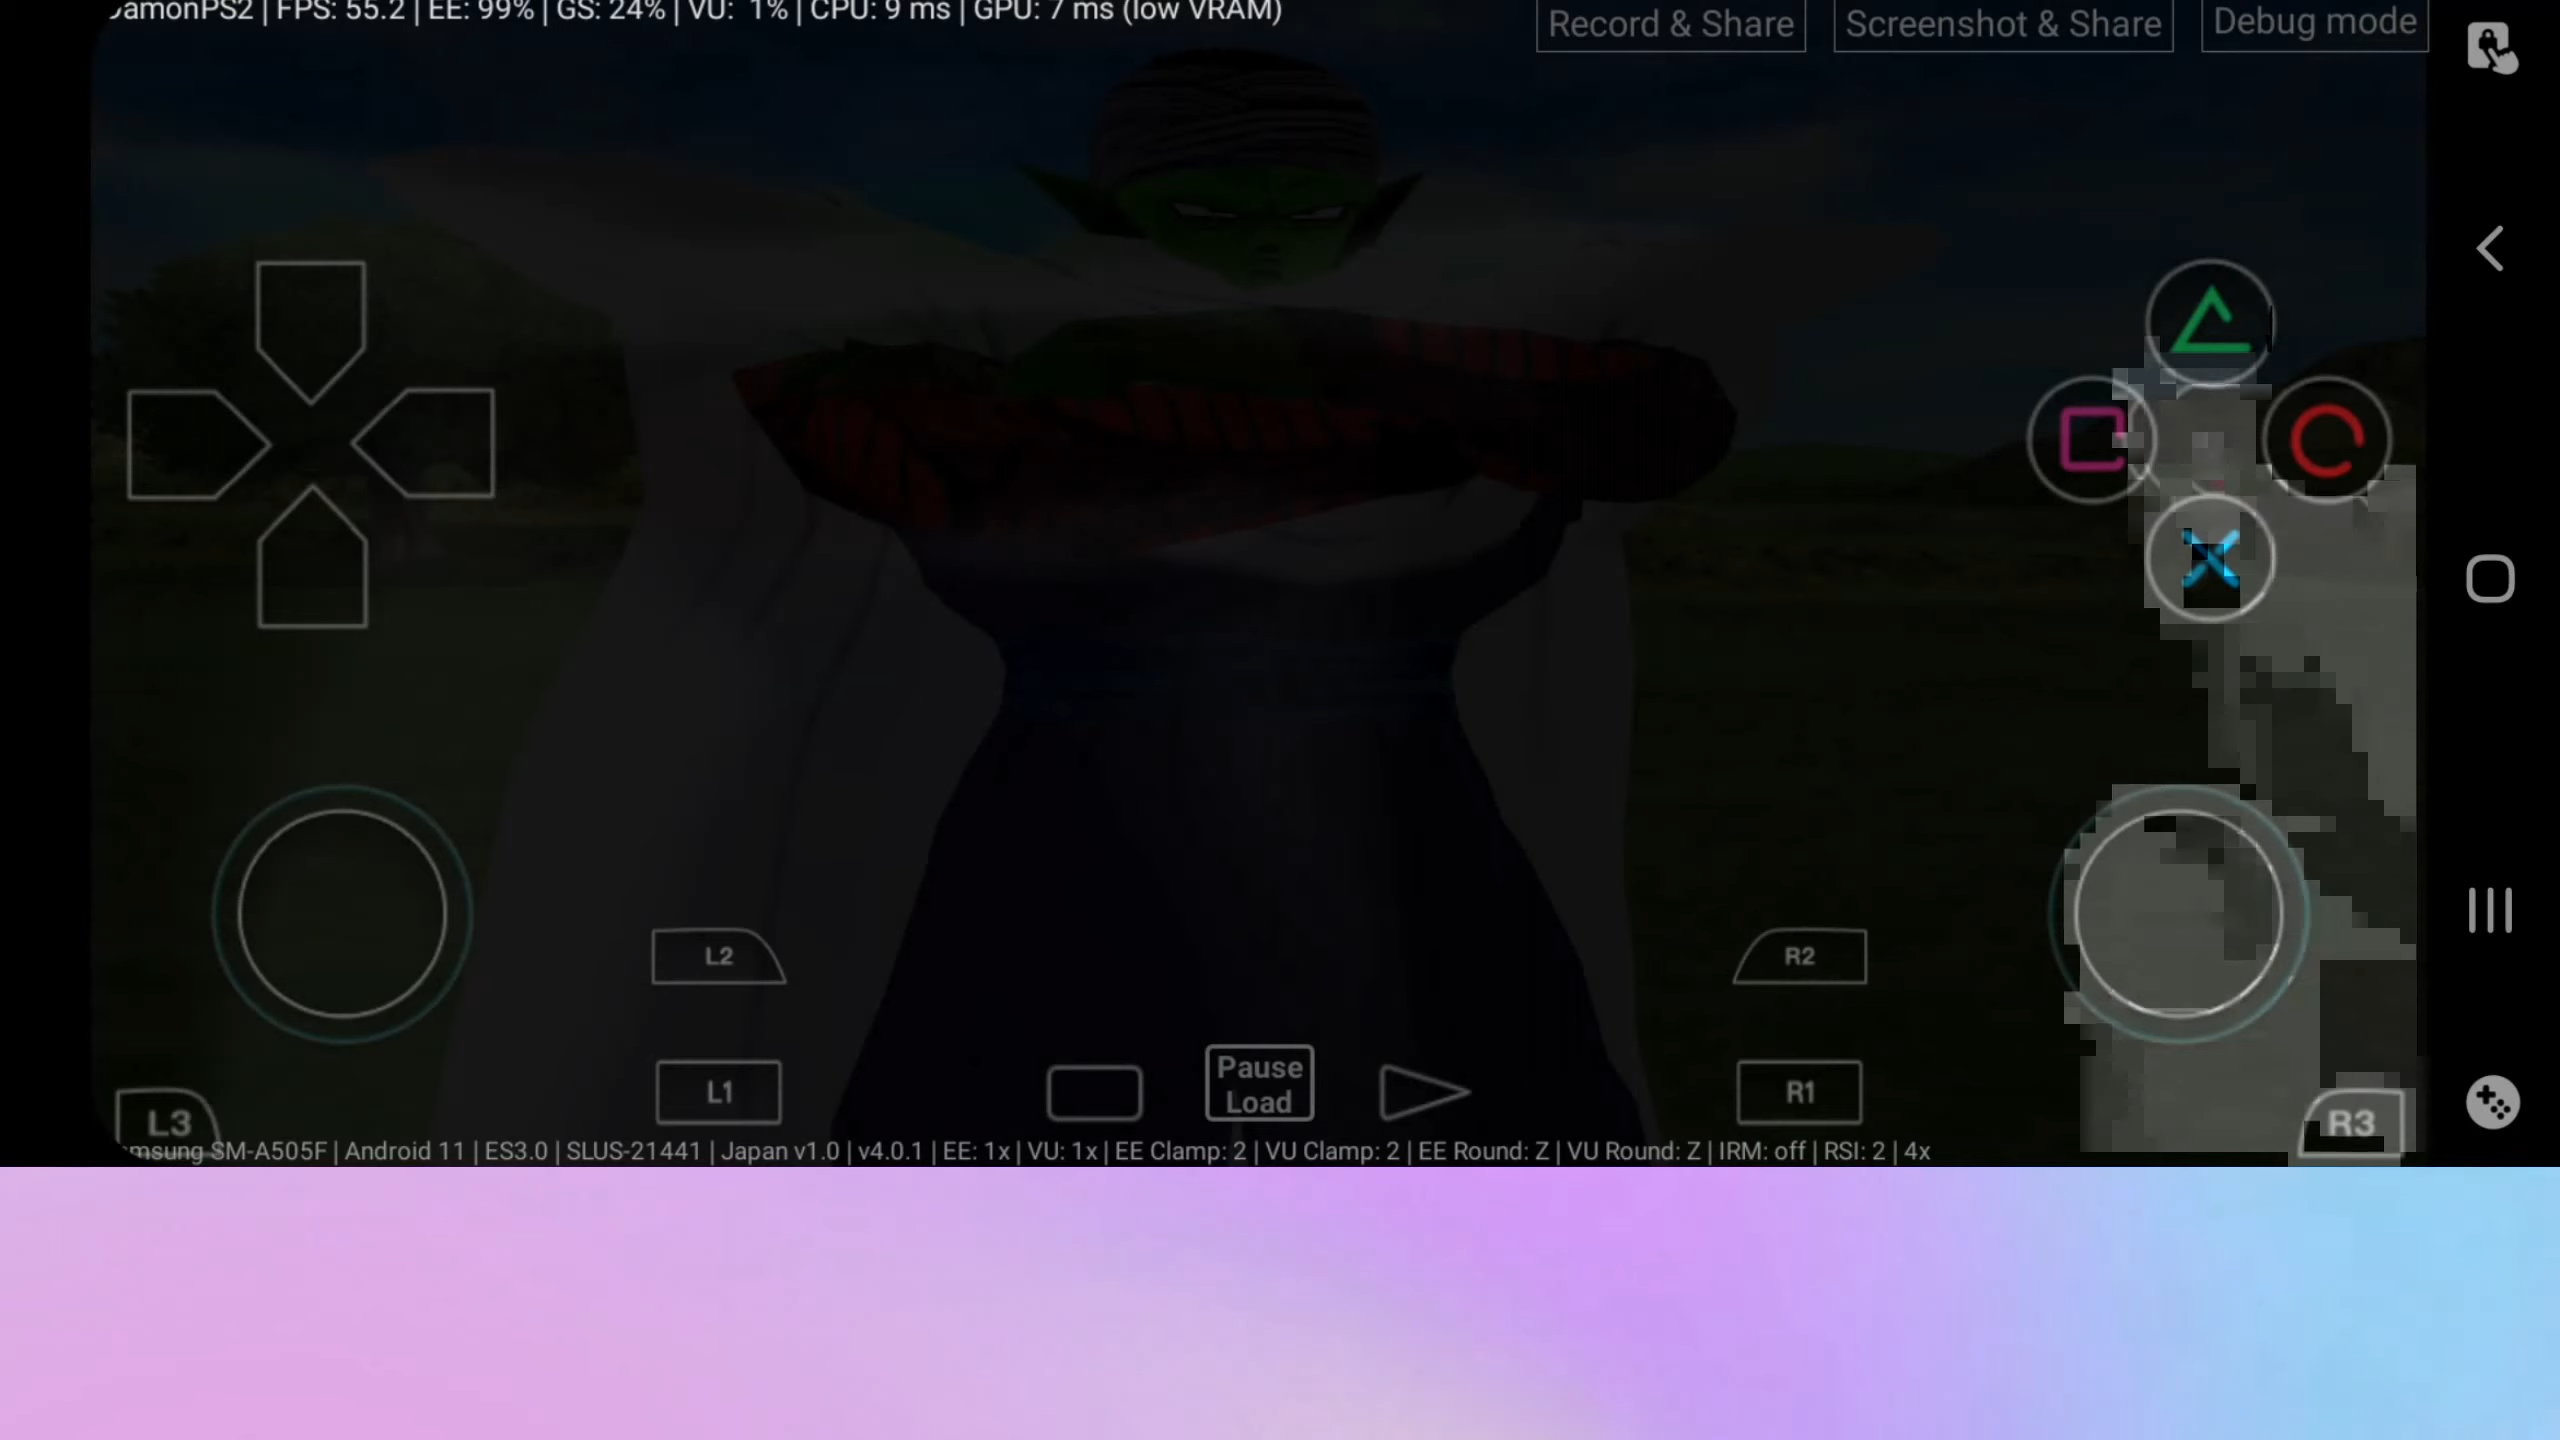 DamonPS2 | FPS: 55.2 | EE: 99% | GS: 24% | VU: 1% | CPU: 9 ms | GPU: 7 ms (low VRAM)
Record & Share
Screenshot & Share
Debug mode
L2
R2
L3
L1
Pause
Load
R1
R3
msung SM-A505F | Android 11 | ES3.0 | SLUS-21441 | Japan v1.0 | v4.0.1 | EE: 1x | VU: 1x | EE Clamp: 2 | VU Clamp: 2 | EE Round: Z | VU Round: Z | IRM: off | RSI: 2 | 4x